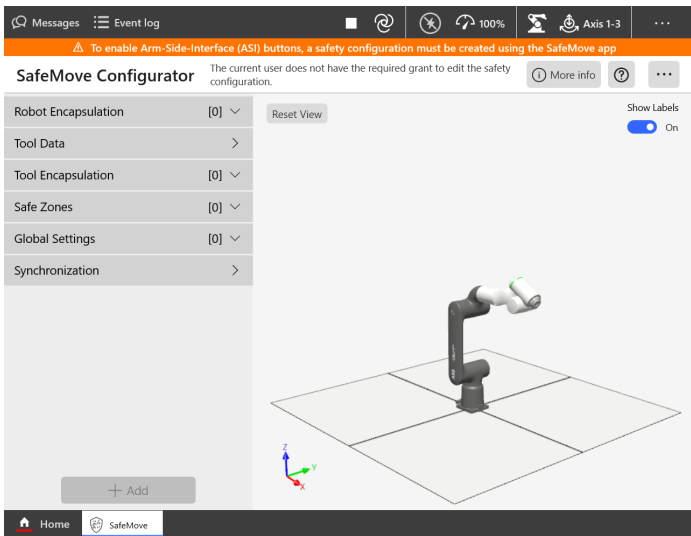 Messages Event log 100% Axis 1-3
To enable Arm-Side-Interface (ASI) buttons, a safety configuration must be created using the SafeMove app
SafeMove Configurator
The current user does not have the required grant to edit the safety
configuration.
More info
Robot Encapsulation [0]
Tool Data
Tool Encapsulation [0]
Safe Zones [0]
Global Settings [0]
Synchronization
Add
Reset View
Show Labels
On
Z
Y
X
Home SafeMove